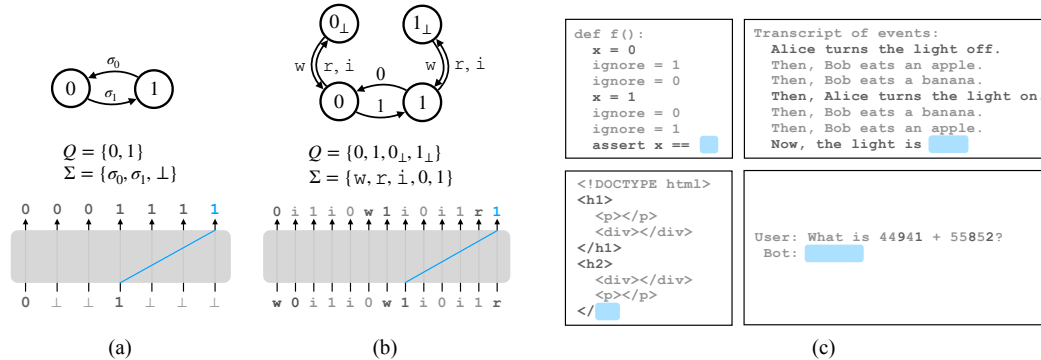 0 1
σ0
σ1
Q = {0, 1}
Σ = {σ0, σ1, ⊥}
0 0 0 1 1 1 1
0 ⊥ ⊥ 1 ⊥ ⊥ ⊥
(a)
0⊥ 1⊥
w r, i w r, i
0
0 1
1
Q = {0, 1, 0⊥, 1⊥}
Σ = {w, r, i, 0, 1}
0 i 1 i 0 w 1 i 0 i 1 r 1
w 0 i 1 i 0 w 1 i 0 i 1 r
(b)
def f():
x = 0
ignore = 1
ignore = 0
x = 1
ignore = 0
ignore = 1
assert x ==
Transcript of events:
Alice turns the light off.
Then, Bob eats an apple.
Then, Bob eats a banana.
Then, Alice turns the light on.
Then, Bob eats a banana.
Then, Bob eats an apple.
Now, the light is
<!DOCTYPE html>
<h1>
<p></p>
<div></div>
</h1>
<h2>
<div></div>
<p></p>
</
User: What is 44941 + 55852?
Bot:
(c)